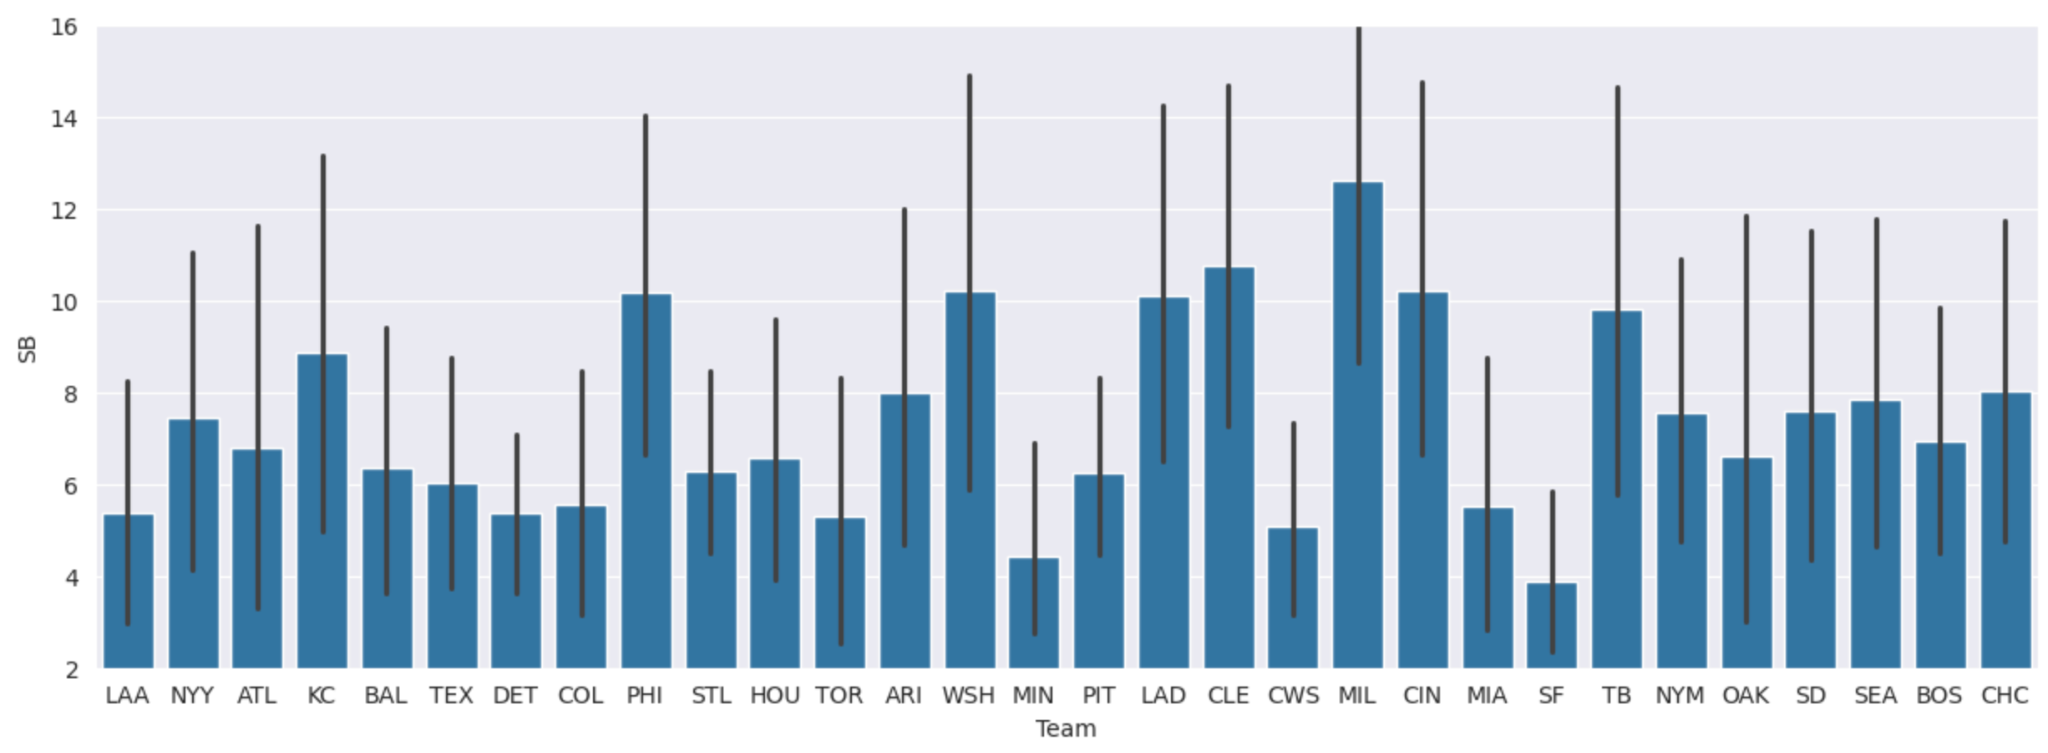 16
14
12
10
8
6
4
2
SB
LAA NYY ATL KC BAL TEX DET COL PHI STL HOU TOR ARI WSH MIN PIT LAD CLE CWS MIL CIN MIA SF TB NYM OAK SD SEA BOS CHC
Team